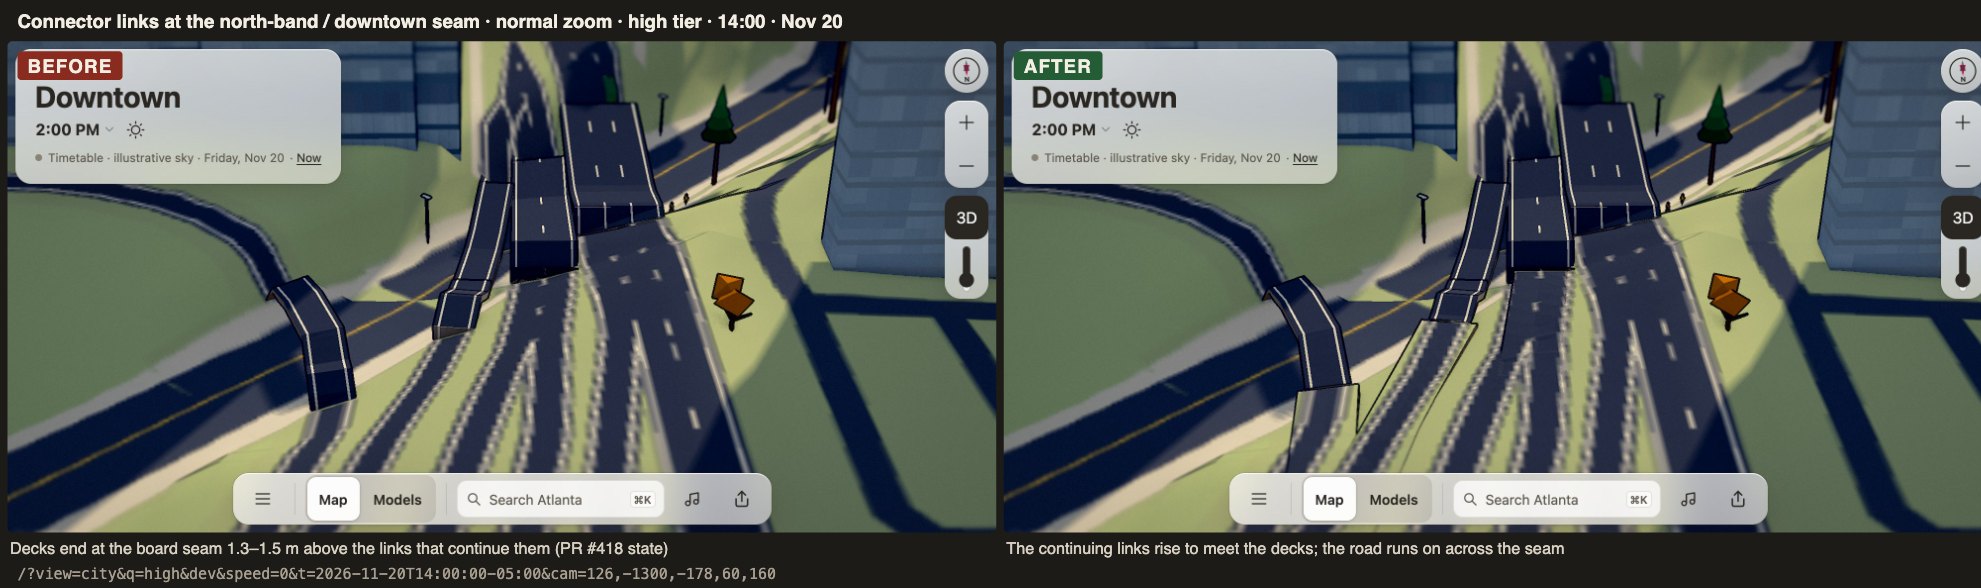 Connector links at the north-band / downtown seam · normal zoom · high tier · 14:00 · Nov 20
BEFORE
Downtown
2:00 PM
Timetable · illustrative sky · Friday, Nov 20 · Now
N
+
−
3D
Map
Models
Search Atlanta
⌘K
AFTER
Downtown
2:00 PM
Timetable · illustrative sky · Friday, Nov 20 · Now
N
+
−
3D
Map
Models
Search Atlanta
⌘K
Decks end at the board seam 1.3–1.5 m above the links that continue them (PR #418 state)
The continuing links rise to meet the decks; the road runs on across the seam
/?view=city&q=high&dev&speed=0&t=2026-11-20T14:00:00-05:00&cam=126,-1300,-178,60,160